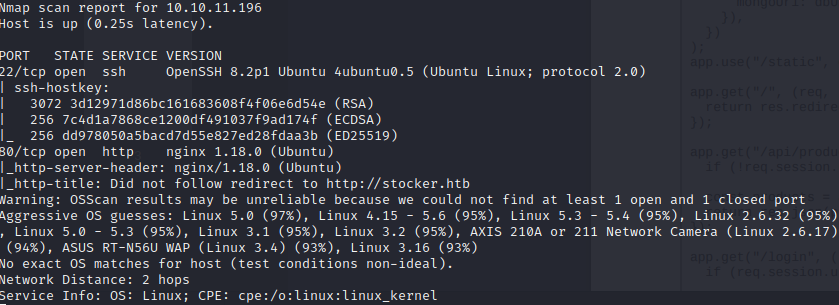 Nmap scan report for 10.10.11.196
Host is up (0.25s latency).
PORT   STATE SERVICE VERSION
22/tcp open  ssh     OpenSSH 8.2p1 Ubuntu 4ubuntu0.5 (Ubuntu Linux; protocol 2.0)
| ssh-hostkey:
|   3072 3d12971d86bc161683608f4f06e6d54e (RSA)
|   256 7c4d1a7868ce1200df491037f9ad174f (ECDSA)
|_  256 dd978050a5bacd7d55e827ed28fdaa3b (ED25519)
80/tcp open  http    nginx 1.18.0 (Ubuntu)
|_http-server-header: nginx/1.18.0 (Ubuntu)
|_http-title: Did not follow redirect to http://stocker.htb
Warning: OSScan results may be unreliable because we could not find at least 1 open and 1 closed port
Aggressive OS guesses: Linux 5.0 (97%), Linux 4.15 - 5.6 (95%), Linux 5.3 - 5.4 (95%), Linux 2.6.32 (95%)
, Linux 5.0 - 5.3 (95%), Linux 3.1 (95%), Linux 3.2 (95%), AXIS 210A or 211 Network Camera (Linux 2.6.17)
(94%), ASUS RT-N56U WAP (Linux 3.4) (93%), Linux 3.16 (93%)
No exact OS matches for host (test conditions non-ideal).
Network Distance: 2 hops
Service Info: OS: Linux; CPE: cpe:/o:linux:linux_kernel
}),
})
);
app.use("/static",
app.get("/", (req,
return res.redire
});
app.get("/api/produ
if (!req.session.
app.get("/login", (
if (req.session.u